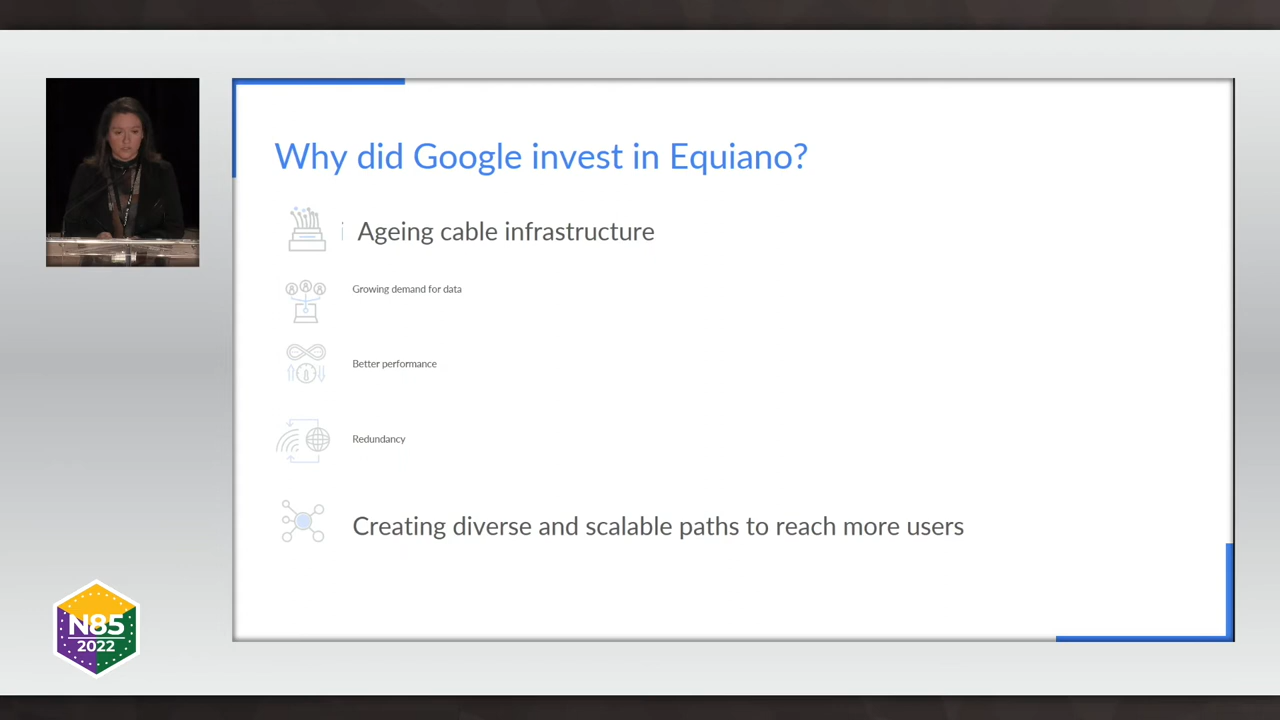 Why did Google invest in Equiano?
i Ageing cable infrastructure
Growing demand for data
Better performance
Redundancy
Creating diverse and scalable paths to reach more users
N85
2022